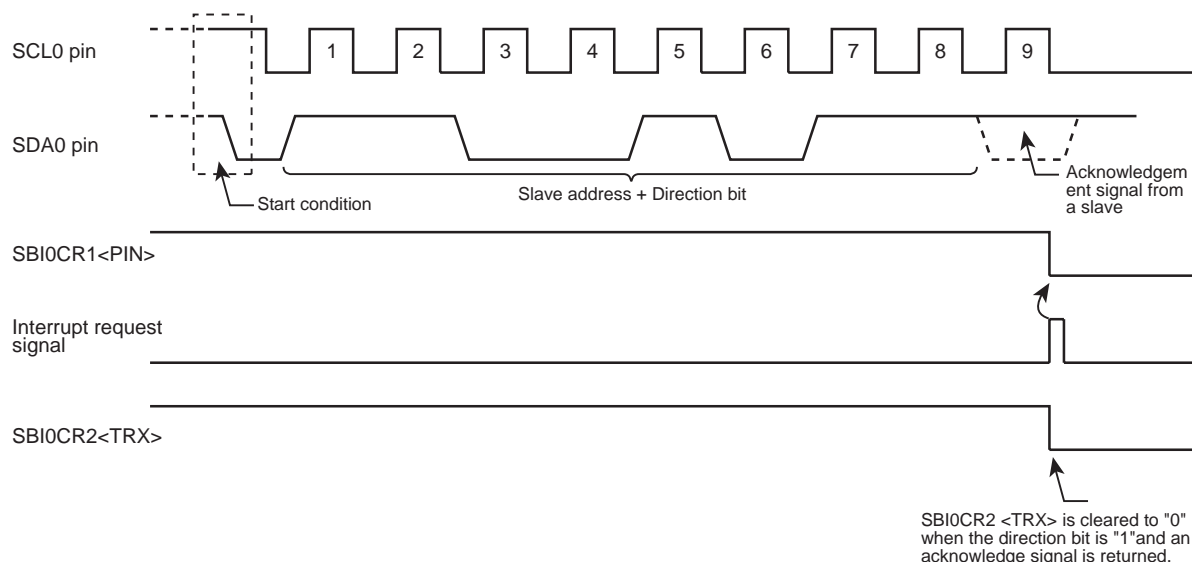 SCL0 pin
1 2 3 4 5 6 7 8 9
SDA0 pin
Start condition
Slave address + Direction bit
Acknowledgem
ent signal from
a slave
SBI0CR1<PIN>
Interrupt request
signal
SBI0CR2<TRX>
SBI0CR2 <TRX> is cleared to "0"
when the direction bit is "1"and an
acknowledge signal is returned.